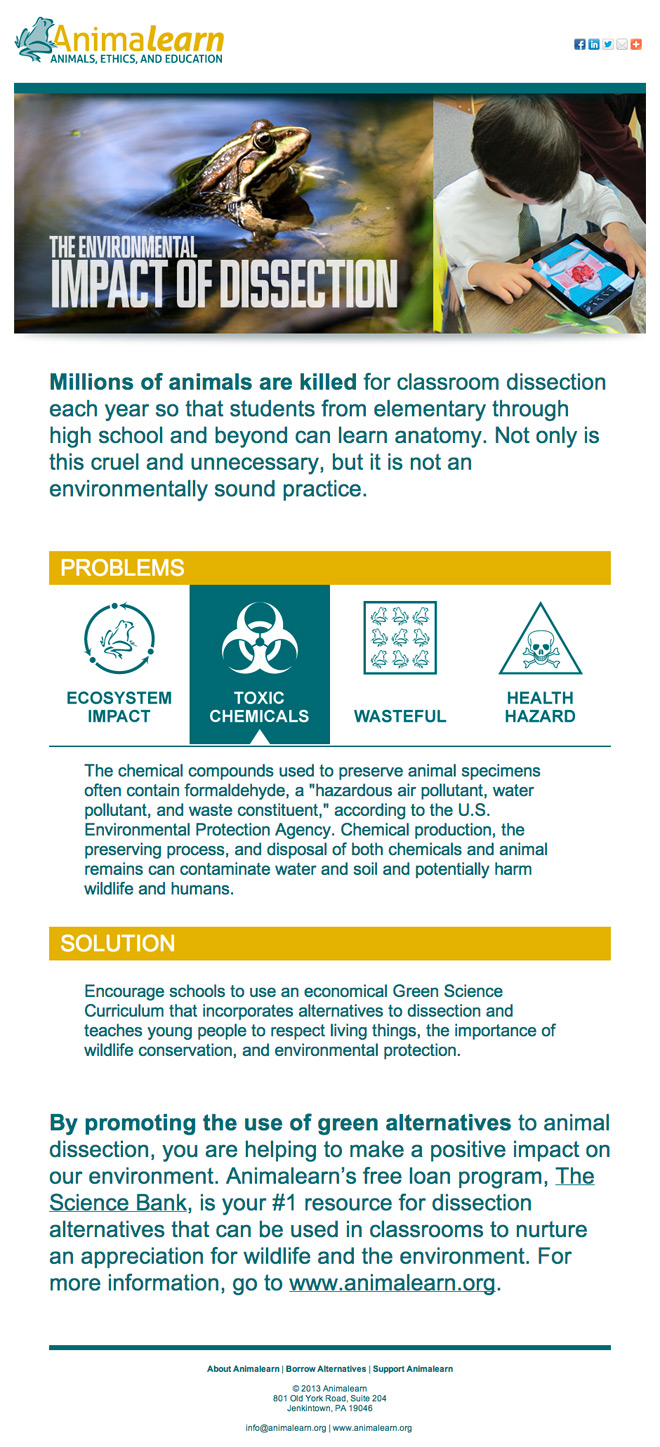 Animalearn
ANIMALS, ETHICS, AND EDUCATION
THE ENVIRONMENTAL
IMPACT OF DISSECTION
Millions of animals are killed for classroom dissection
each year so that students from elementary through
high school and beyond can learn anatomy. Not only is
this cruel and unnecessary, but it is not an
environmentally sound practice.
PROBLEMS
ECOSYSTEM
IMPACT
TOXIC
CHEMICALS
WASTEFUL
HEALTH
HAZARD
The chemical compounds used to preserve animal specimens
often contain formaldehyde, a "hazardous air pollutant, water
pollutant, and waste constituent," according to the U.S.
Environmental Protection Agency. Chemical production, the
preserving process, and disposal of both chemicals and animal
remains can contaminate water and soil and potentially harm
wildlife and humans.
SOLUTION
Encourage schools to use an economical Green Science
Curriculum that incorporates alternatives to dissection and
teaches young people to respect living things, the importance of
wildlife conservation, and environmental protection.
By promoting the use of green alternatives to animal
dissection, you are helping to make a positive impact on
our environment. Animalearn’s free loan program, The
Science Bank, is your #1 resource for dissection
alternatives that can be used in classrooms to nurture
an appreciation for wildlife and the environment. For
more information, go to www.animalearn.org.
About Animalearn | Borrow Alternatives | Support Animalearn
© 2013 Animalearn
801 Old York Road, Suite 204
Jenkintown, PA 19046
info@animalearn.org | www.animalearn.org